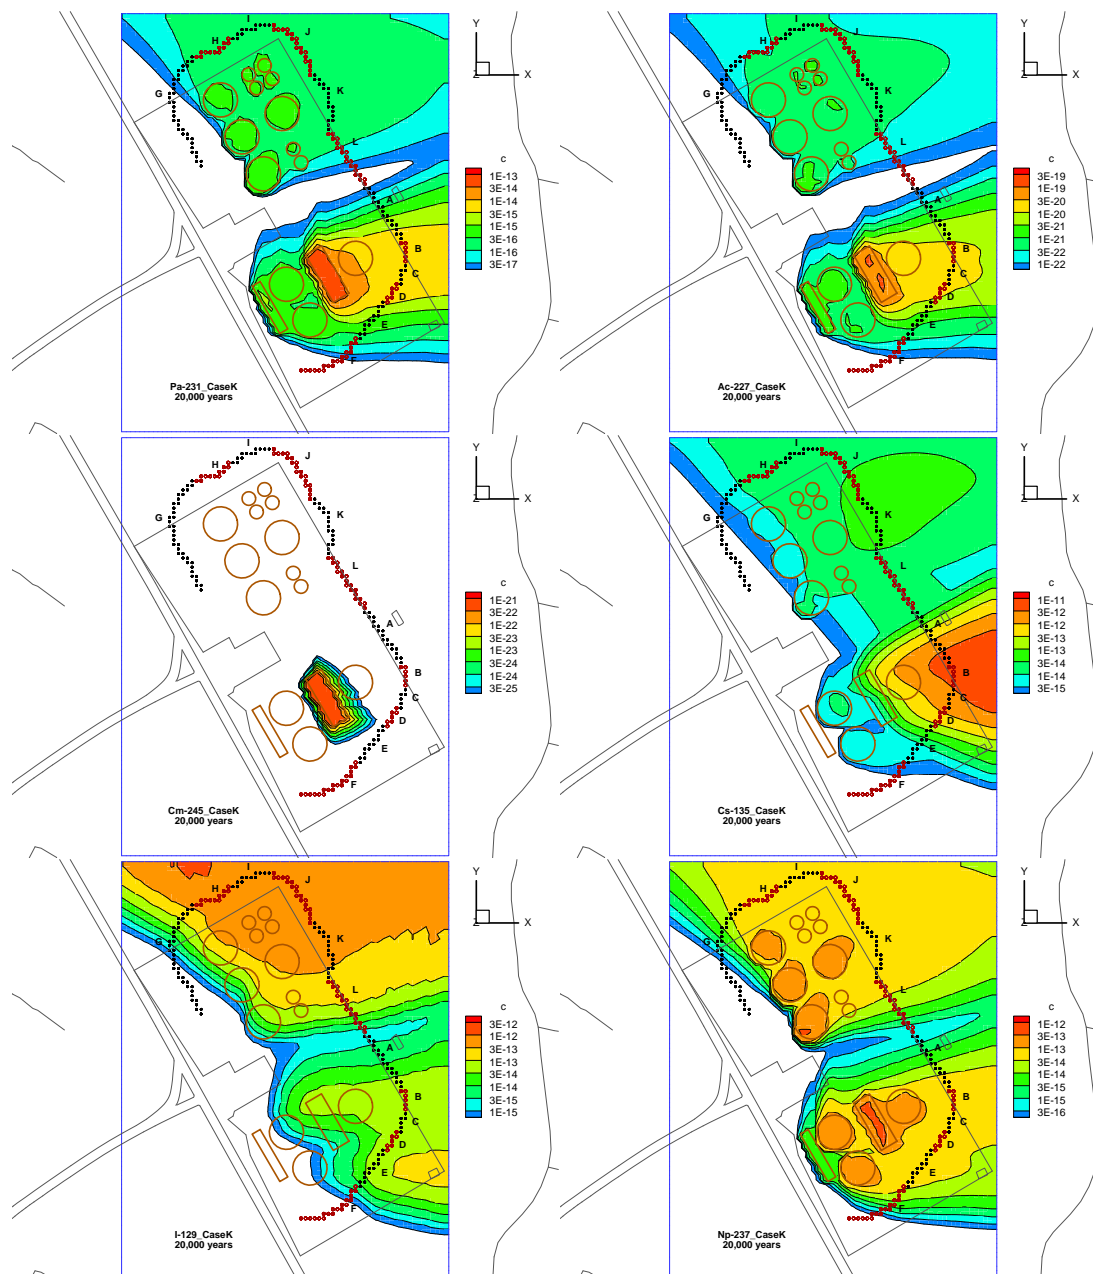 I
H
J
G
K
L
A
B
C
D
E
F
Y
Z
X
c
1E-13
3E-14
1E-14
3E-15
1E-15
3E-16
1E-16
3E-17
Pa-231_CaseK
20,000 years
I
H
J
G
K
L
A
B
C
D
E
F
Y
Z
X
c
3E-19
1E-19
3E-20
1E-20
3E-21
1E-21
3E-22
1E-22
Ac-227_CaseK
20,000 years
I
H
J
G
K
L
A
B
C
D
E
F
Y
Z
X
c
1E-21
3E-22
1E-22
3E-23
1E-23
3E-24
1E-24
3E-25
Cm-245_CaseK
20,000 years
I
H
J
G
K
L
A
B
C
D
E
F
Y
Z
X
c
1E-11
3E-12
1E-12
3E-13
1E-13
3E-14
1E-14
3E-15
Cs-135_CaseK
20,000 years
I
H
J
G
K
L
A
B
C
D
E
F
Y
Z
X
c
3E-12
1E-12
3E-13
1E-13
3E-14
1E-14
3E-15
1E-15
I-129_CaseK
20,000 years
I
H
J
G
K
L
A
B
C
D
E
F
Y
Z
X
c
1E-12
3E-13
1E-13
3E-14
1E-14
3E-15
1E-15
3E-16
Np-237_CaseK
20,000 years